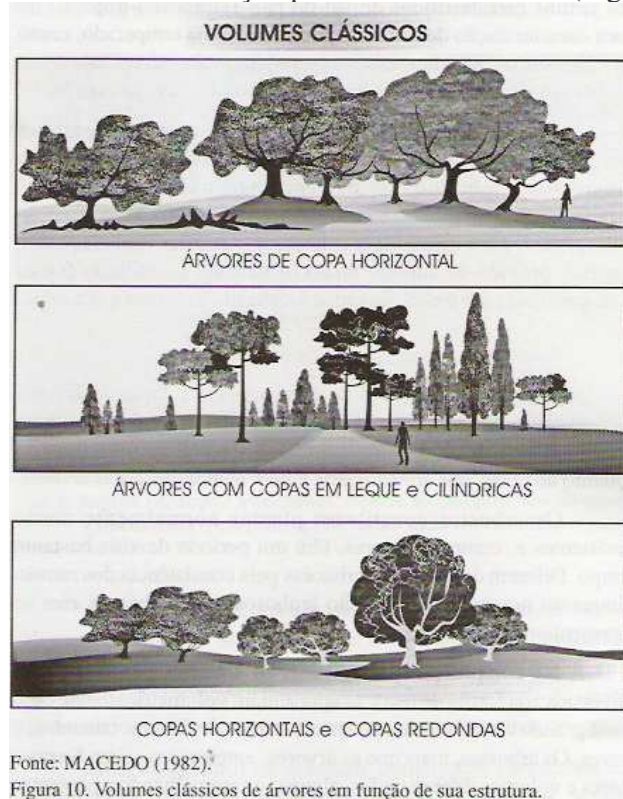 VOLUMES CLÁSSICOS
ÁRVORES DE COPA HORIZONTAL
ÁRVORES COM COPAS EM LEQUE e CILÍNDRICAS
COPAS HORIZONTAIS e COPAS REDONDAS
Fonte: MACEDO (1982).
Figura 10. Volumes clássicos de árvores em função de sua estrutura.